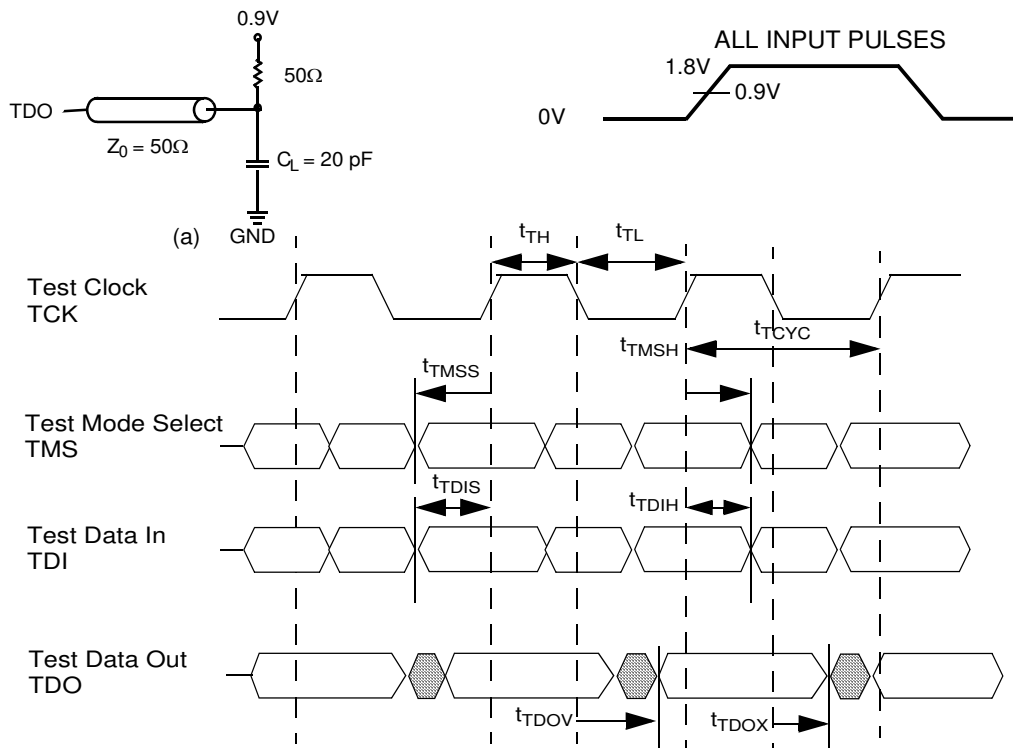 0.9V
ALL INPUT PULSES
50Ω
1.8V
0.9V
TDO
0V
Z0 = 50Ω
CL = 20 pF
(a)
GND
tTH
tTL
Test Clock
TCK
tTMSH
tTCYC
tTMSS
Test Mode Select
TMS
tTDIS
tTDIH
Test Data In
TDI
Test Data Out
TDO
tTDOV
tTDOX